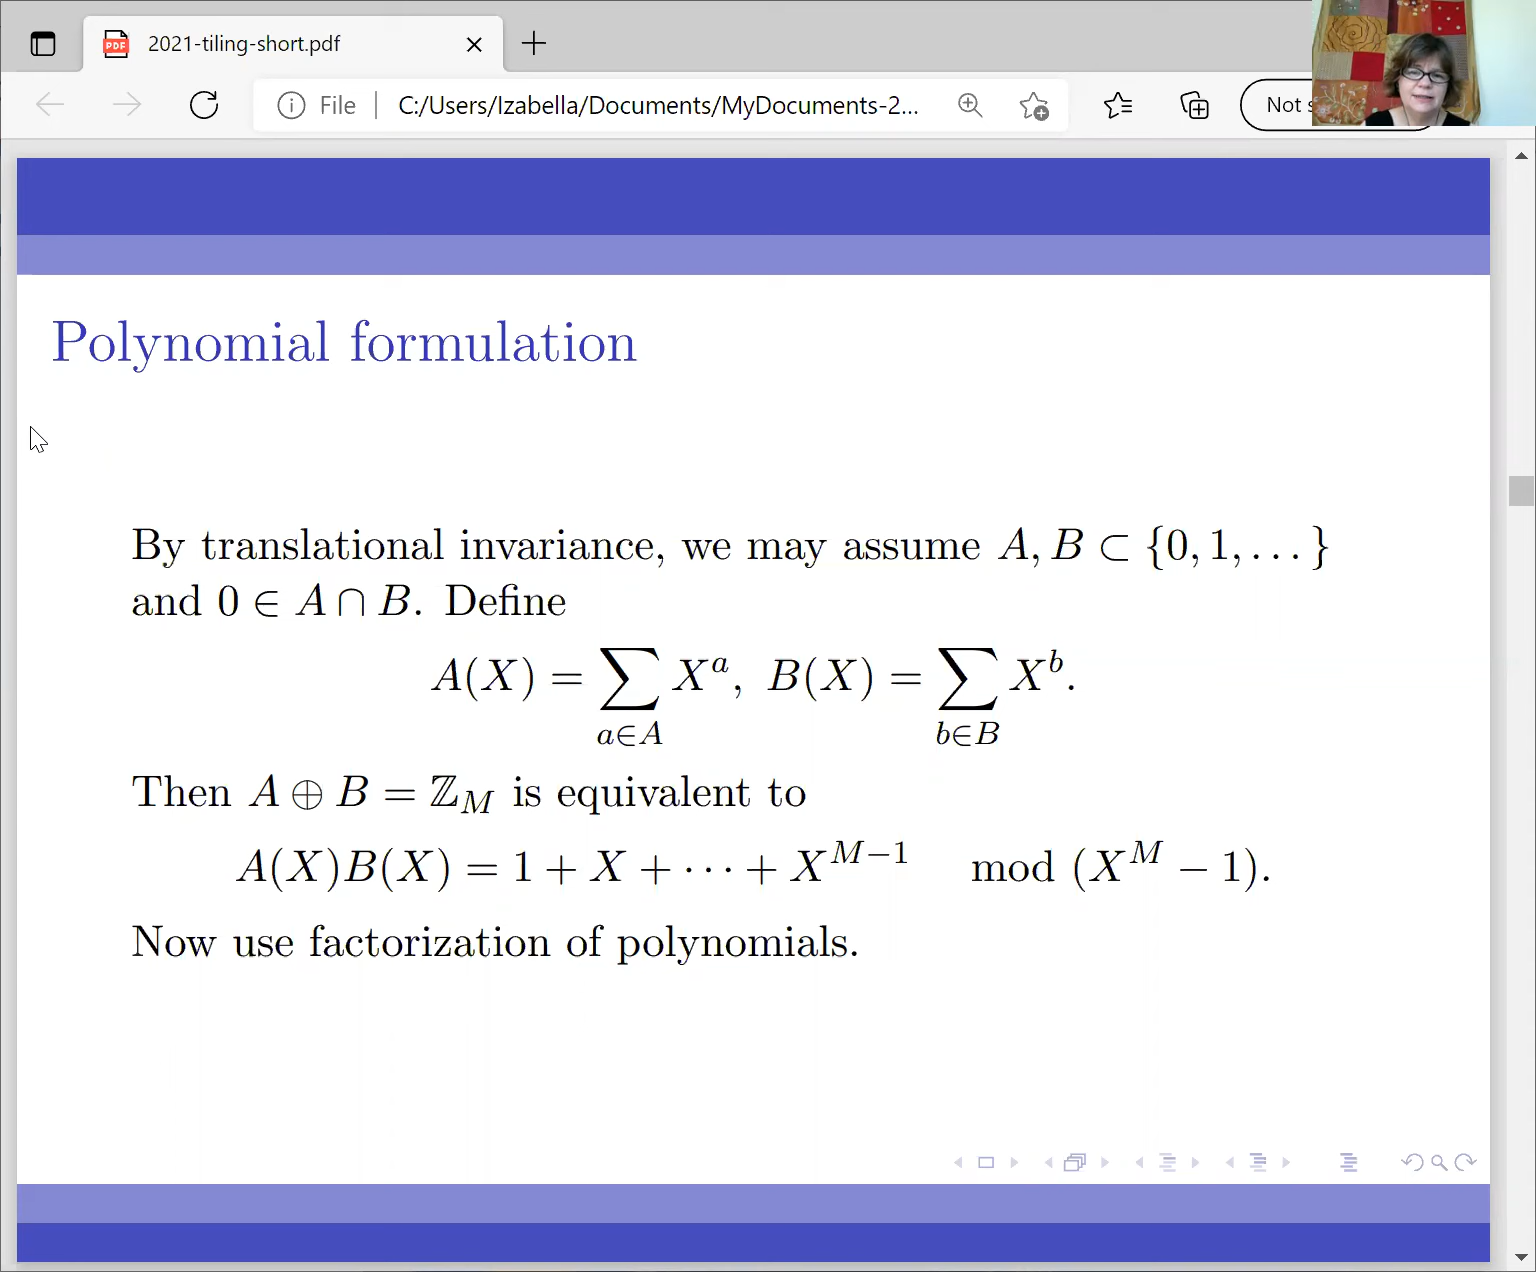 2021-tiling-short.pdf
PDF
File
C:/Users/Izabella/Documents/MyDocuments-2...
Not
Polynomial formulation
By translational invariance, we may assume A, B ⊂ {0, 1, . . . }
and 0 ∈ A ∩ B. Define
A(X) = ∑_{a∈A} X^a, B(X) = ∑_{b∈B} X^b.
Then A ⊕ B = ℤ_M is equivalent to
A(X)B(X) = 1 + X + ⋯ + X^{M−1} mod (X^M − 1).
Now use factorization of polynomials.